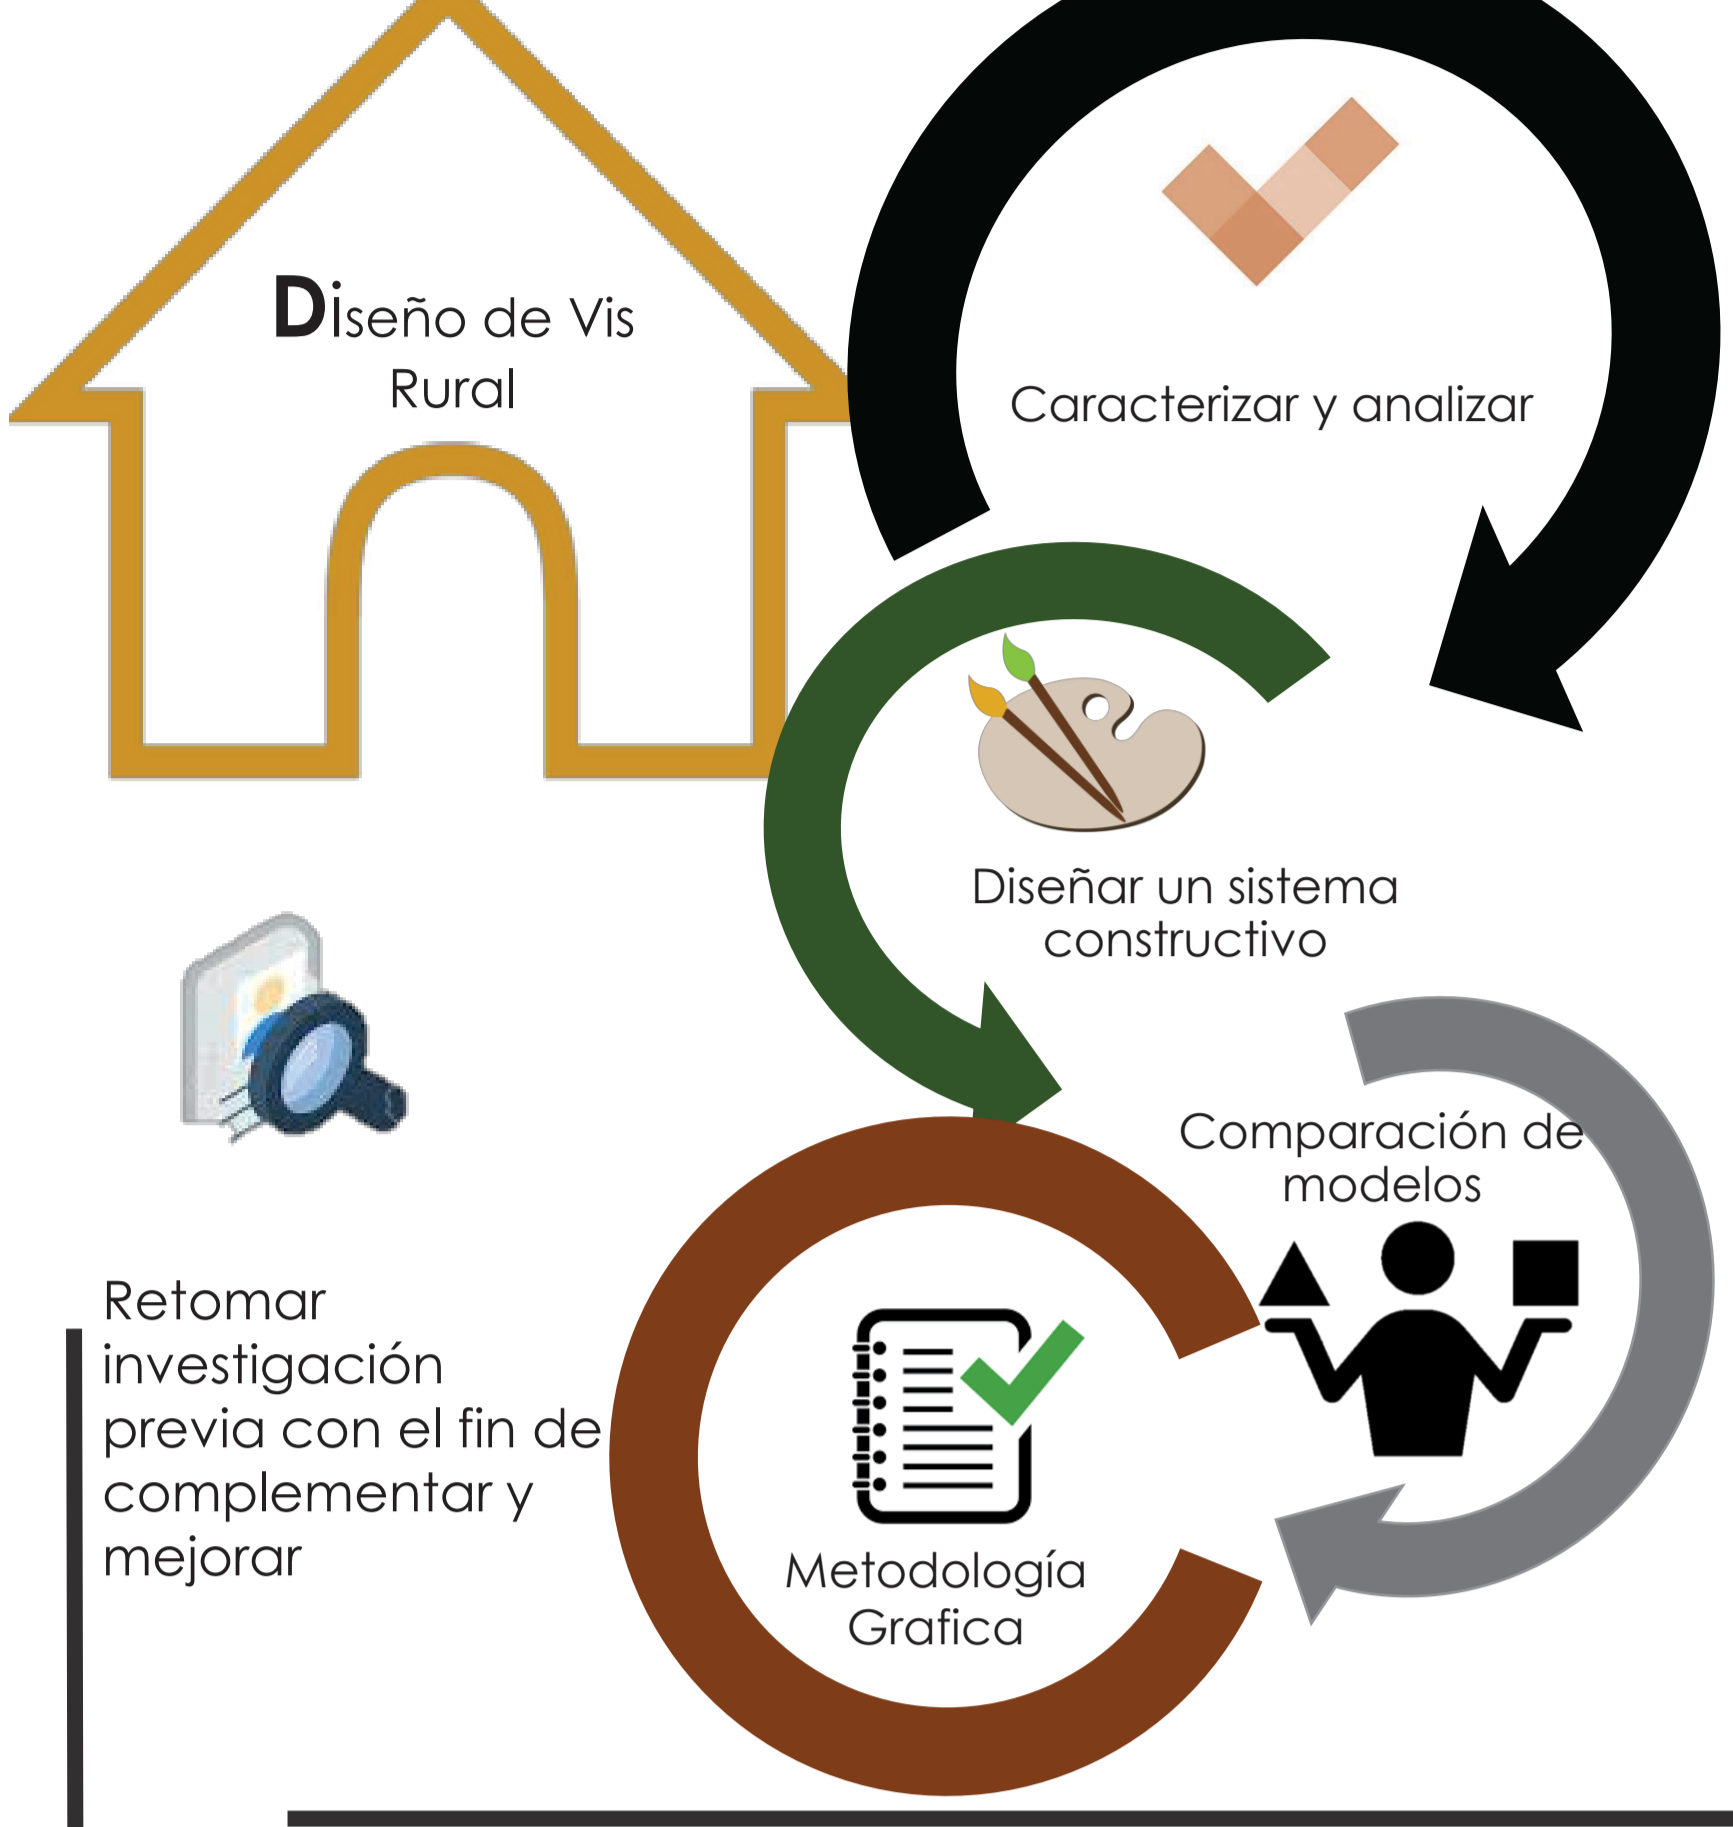 Diseño de Vis
Rural
Caracterizar y analizar
Diseñar un sistema
constructivo
Comparación de
modelos
Retomar
investigación
previa con el fin de
complementar y
mejorar
Metodología
Grafica